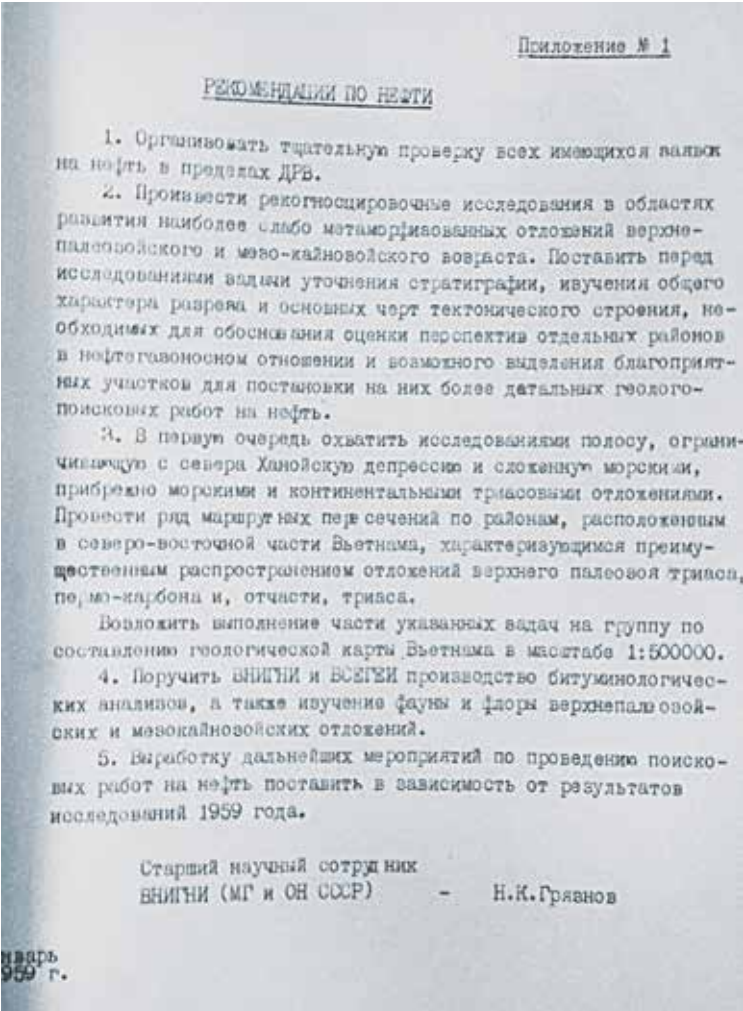 Приложение № 1
РЕКОМЕНДАЦИИ ПО НЕФТИ
1. Организовать тщательную проверку всех имеющихся заявок
на нефть в пределах ДРВ.
2. Произвести рекогносцировочные исследования в областях
развития наиболее слабо метаморфизованных отложений верхне-
палеозойского и мезо-кайнозойского возраста. Поставить перед
исследованиями задачи уточнения стратиграфии, изучения общего
характера разреза и основных черт тектонического строения, не-
обходимых для обоснования оценки перспектив отдельных районов
в нефтегазоносном отношении и возможного выделения благоприят-
ных участков для постановки на них более детальных геолого-
поисковых работ на нефть.
3. В первую очередь охватить исследованиями полосу, ограни-
чивающую с севера Ханойскую депрессию и сложенную морскими,
прибрежно морскими и континентальными триасовыми отложениями.
Провести ряд маршрутных пересечений по районам, расположенным
в северо-восточной части Вьетнама, характеризующимся преиму-
щественным распространением отложений верхнего палеозоя триаса,
пермо-карбона и, отчасти, триаса.
Возложить выполнение части указанных задач на группу по
составлению геологической карты Вьетнама в масштабе 1:500000.
4. Поручить ВНИГНИ и ВСЕГЕИ производство битуминологичес-
ких анализов, а также изучение фауны и флоры верхнепалеозой-
ских и мезокайнозойских отложений.
5. Выработку дальнейших мероприятий по проведению поиско-
вых работ на нефть поставить в зависимость от результатов
исследований 1959 года.
Старший научный сотрудник
ВНИГНИ (МГ и ОН СССР) - Н.К.Грязнов
нварь
959 г.